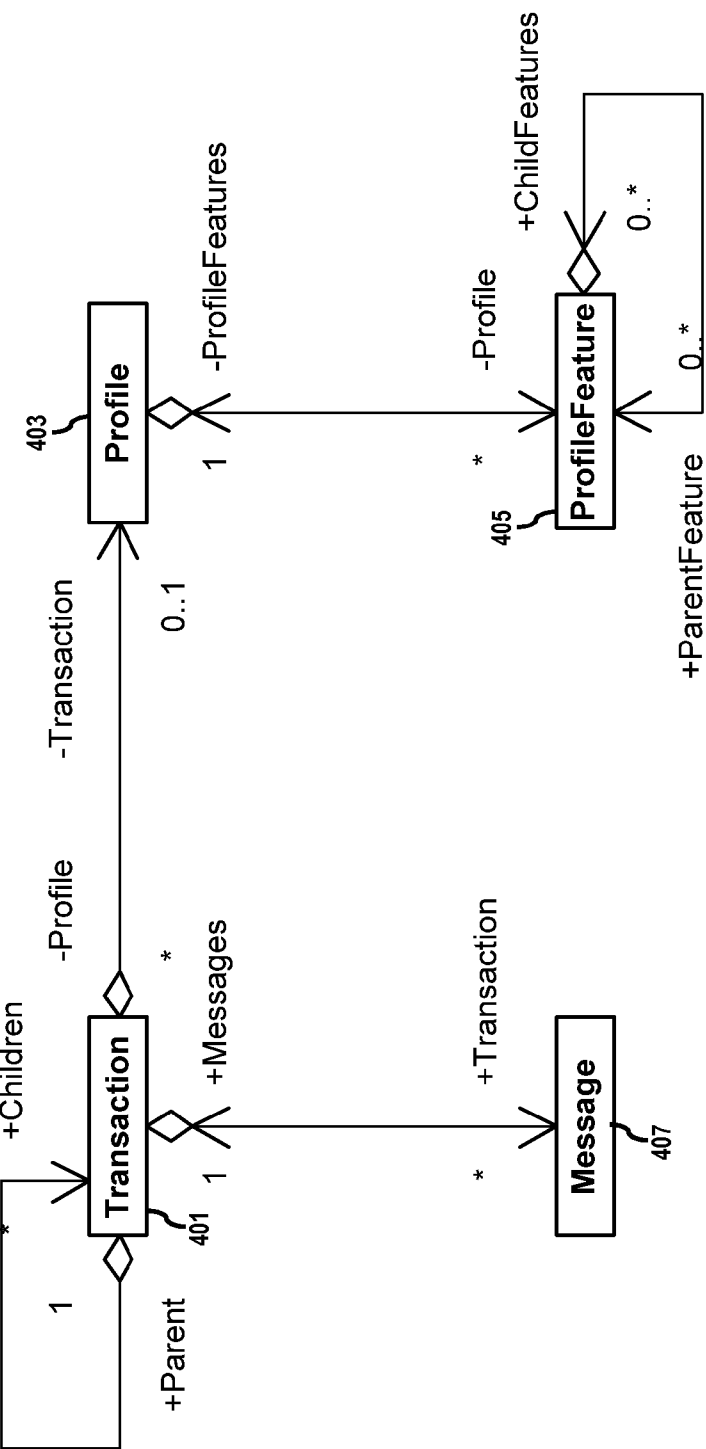 *
+Children
403
1
-Profile
-Transaction
Transaction
Profile
+Parent
*
0..1
401
1
+Messages
1
-ProfileFeatures
*
+Transaction
*
-Profile
405
+ChildFeatures
Message
ProfileFeature
0..*
407
+ParentFeature
0..*